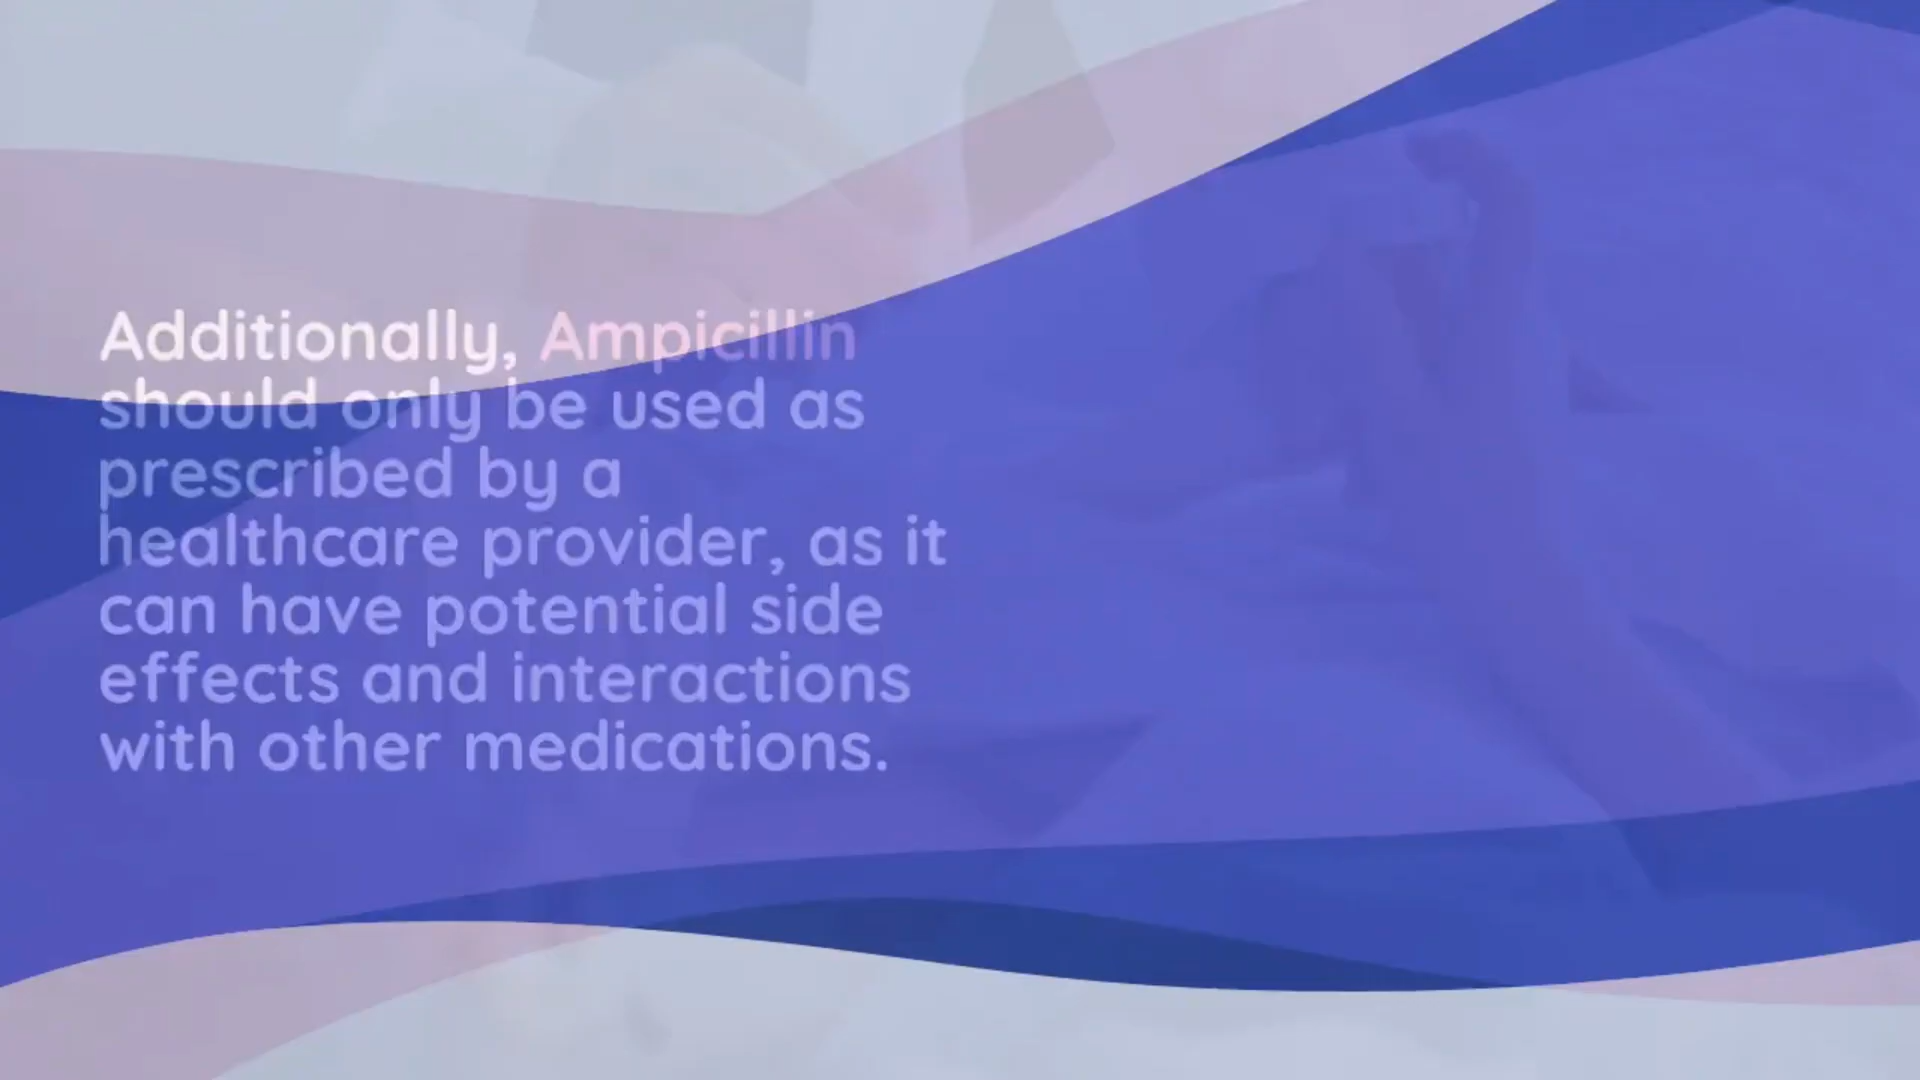 Additionally, Ampicillin
should only be used as
prescribed by a
healthcare provider, as it
can have potential side
effects and interactions
with other medications.